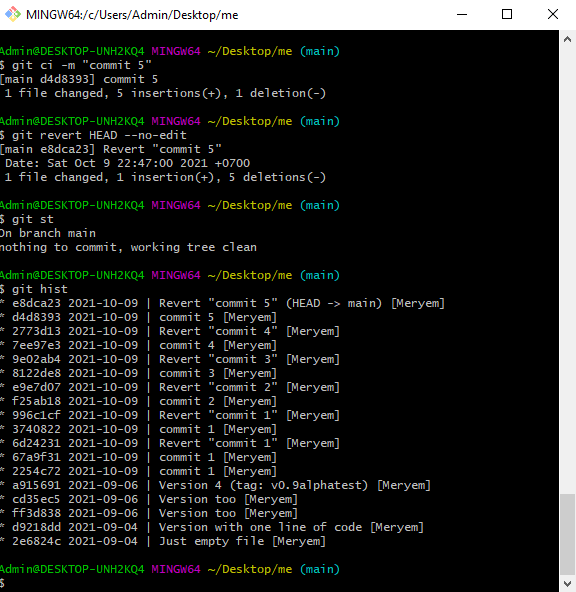 MINGW64:/c/Users/Admin/Desktop/me
Admin@DESKTOP-UNH2KQ4 MINGW64 ~/Desktop/me (main)
$ git ci -m "commit 5"
[main d4d8393] commit 5
1 file changed, 5 insertions(+), 1 deletion(-)
Admin@DESKTOP-UNH2KQ4 MINGW64 ~/Desktop/me (main)
$ git revert HEAD --no-edit
[main e8dca23] Revert "commit 5"
Date: Sat Oct 9 22:47:00 2021 +0700
1 file changed, 1 insertion(+), 5 deletions(-)
Admin@DESKTOP-UNH2KQ4 MINGW64 ~/Desktop/me (main)
$ git st
On branch main
nothing to commit, working tree clean
Admin@DESKTOP-UNH2KQ4 MINGW64 ~/Desktop/me (main)
$ git hist
* e8dca23 2021-10-09 | Revert "commit 5" (HEAD -> main) [Meryem]
* d4d8393 2021-10-09 | commit 5 [Meryem]
* 2773d13 2021-10-09 | Revert "commit 4" [Meryem]
* 7ee97e3 2021-10-09 | commit 4 [Meryem]
* 9e02ab4 2021-10-09 | Revert "commit 3" [Meryem]
* 8122de8 2021-10-09 | commit 3 [Meryem]
* e9e7d07 2021-10-09 | Revert "commit 2" [Meryem]
* f25ab18 2021-10-09 | commit 2 [Meryem]
* 996c1cf 2021-10-09 | Revert "commit 1" [Meryem]
* 3740822 2021-10-09 | commit 1 [Meryem]
* 6d24231 2021-10-09 | Revert "commit 1" [Meryem]
* 67a9f31 2021-10-09 | commit 1 [Meryem]
* 2254c72 2021-10-09 | commit 1 [Meryem]
* a915691 2021-09-06 | Version 4 (tag: v0.9alphatest) [Meryem]
* cd35ec5 2021-09-06 | Version too [Meryem]
* ff3d838 2021-09-06 | Version too [Meryem]
* d9218dd 2021-09-04 | Version with one line of code [Meryem]
* 2e6824c 2021-09-04 | Just empty file [Meryem]
Admin@DESKTOP-UNH2KQ4 MINGW64 ~/Desktop/me (main)
$